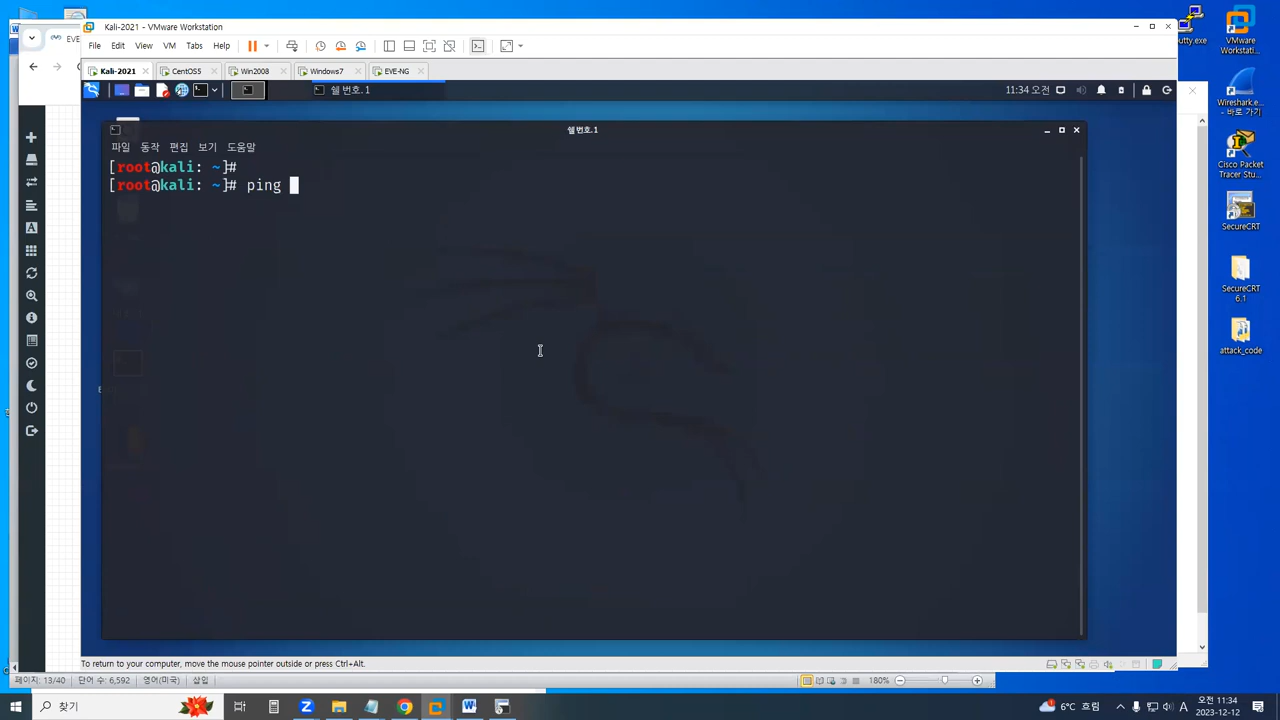 EVE
Kali-2021 - VMware Workstation
File Edit View VM Tabs Help
Kali-2021 CentOS5 Win2008 Windows7 EVE-NG
쉘 번호. 1
11:34 오전
쉘 번호. 1
파일 동작 편집 보기 도움말
[root@kali: ~
[root@kali: ~ ping
utty.exe
VMware
Workstati...
Wireshark.e...
- 바로 가기
Cisco Packet
Tracer Stu...
SecureCRT
SecureCRT
6.1
attack_code
To return to your computer, move the mouse pointer outside or press
+Alt.
페이지: 13/40 단어 수: 6,592 영어(미국) 삽입
180%
찾기
6°C 흐림
A
오전 11:34
2023-12-12